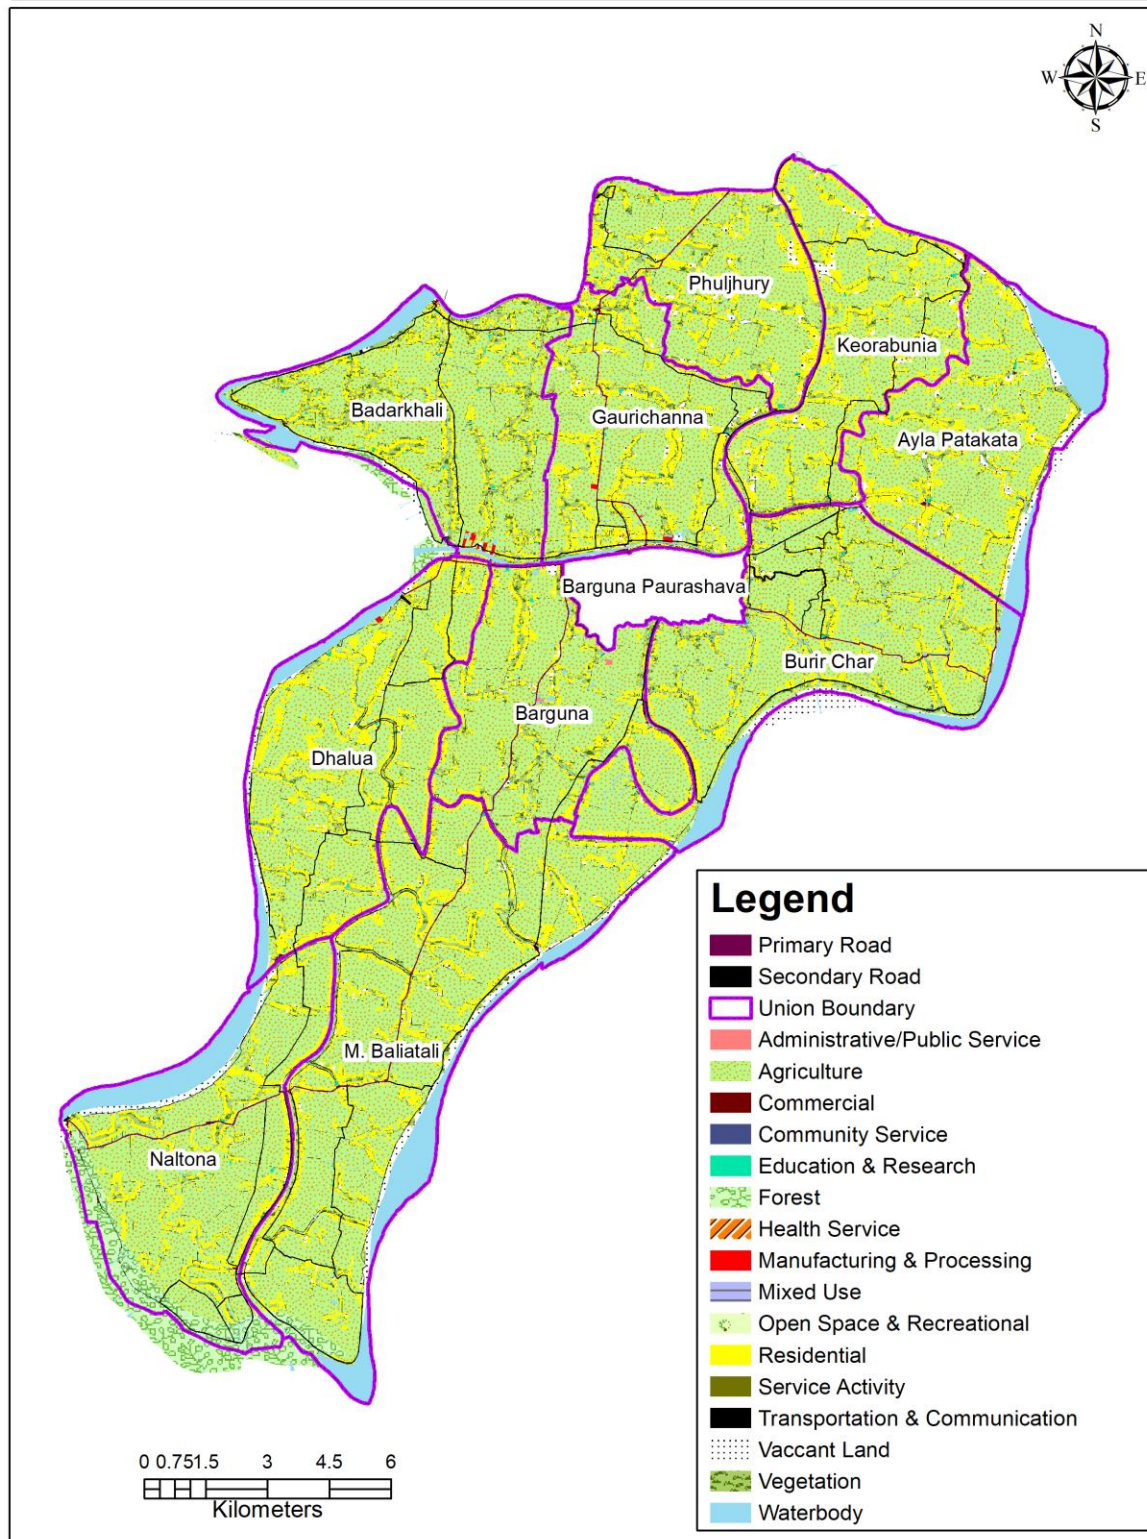 N
W E
S
Phuljhury
Keorabunia
Badarkhali
Gaurichanna
Ayla Patakata
Barguna Paurashava
Burir Char
Barguna
Dhalua
M. Baliatali
Naltona
Legend
Primary Road
Secondary Road
Union Boundary
Administrative/Public Service
Agriculture
Commercial
Community Service
Education & Research
Forest
Health Service
Manufacturing & Processing
Mixed Use
Open Space & Recreational
Residential
Service Activity
Transportation & Communication
Vaccant Land
Vegetation
Waterbody
0 0.751.5 3 4.5 6
Kilometers